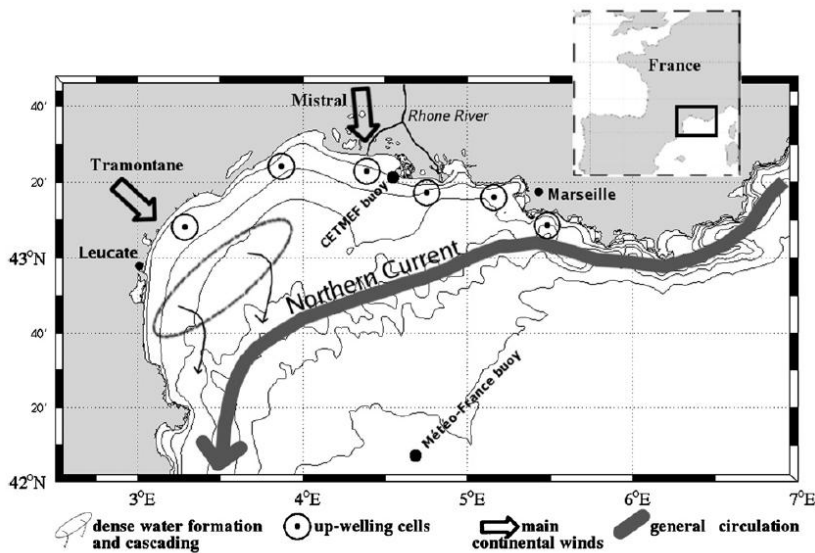 France
40'
Mistral
Rhone River
Tramontane
20'
Marseille
CETMEF buoy
Leucate
43°N
Northern Current
40'
Météo-France buoy
20'
42°N
3°E
4°E
5°E
6°E
7°E
dense water formation
and cascading
up-welling cells
main
continental winds
general circulation